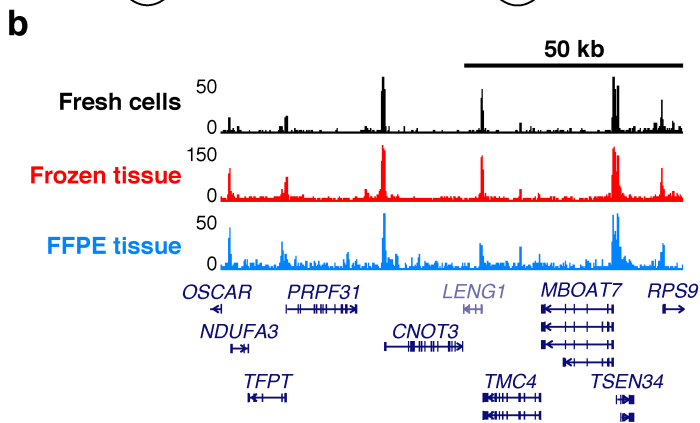 b
50 kb
Fresh cells
50
0
Frozen tissue
150
0
FFPE tissue
50
0
OSCAR PRPF31 LENG1 MBOAT7 RPS9
NDUFA3 CNOT3
TFPT TMC4 TSEN34